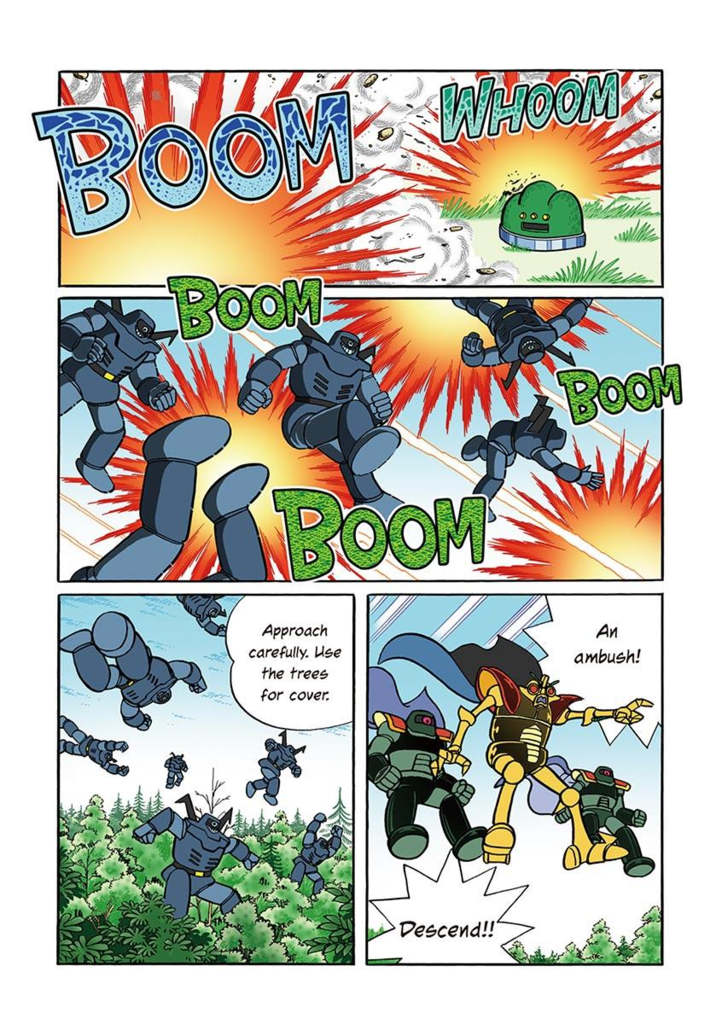 WHOOM
BOOM
BOOM
BOOM
BOOM
An
ambush!
Descend!!
Approach
carefully. Use
the trees
for cover.